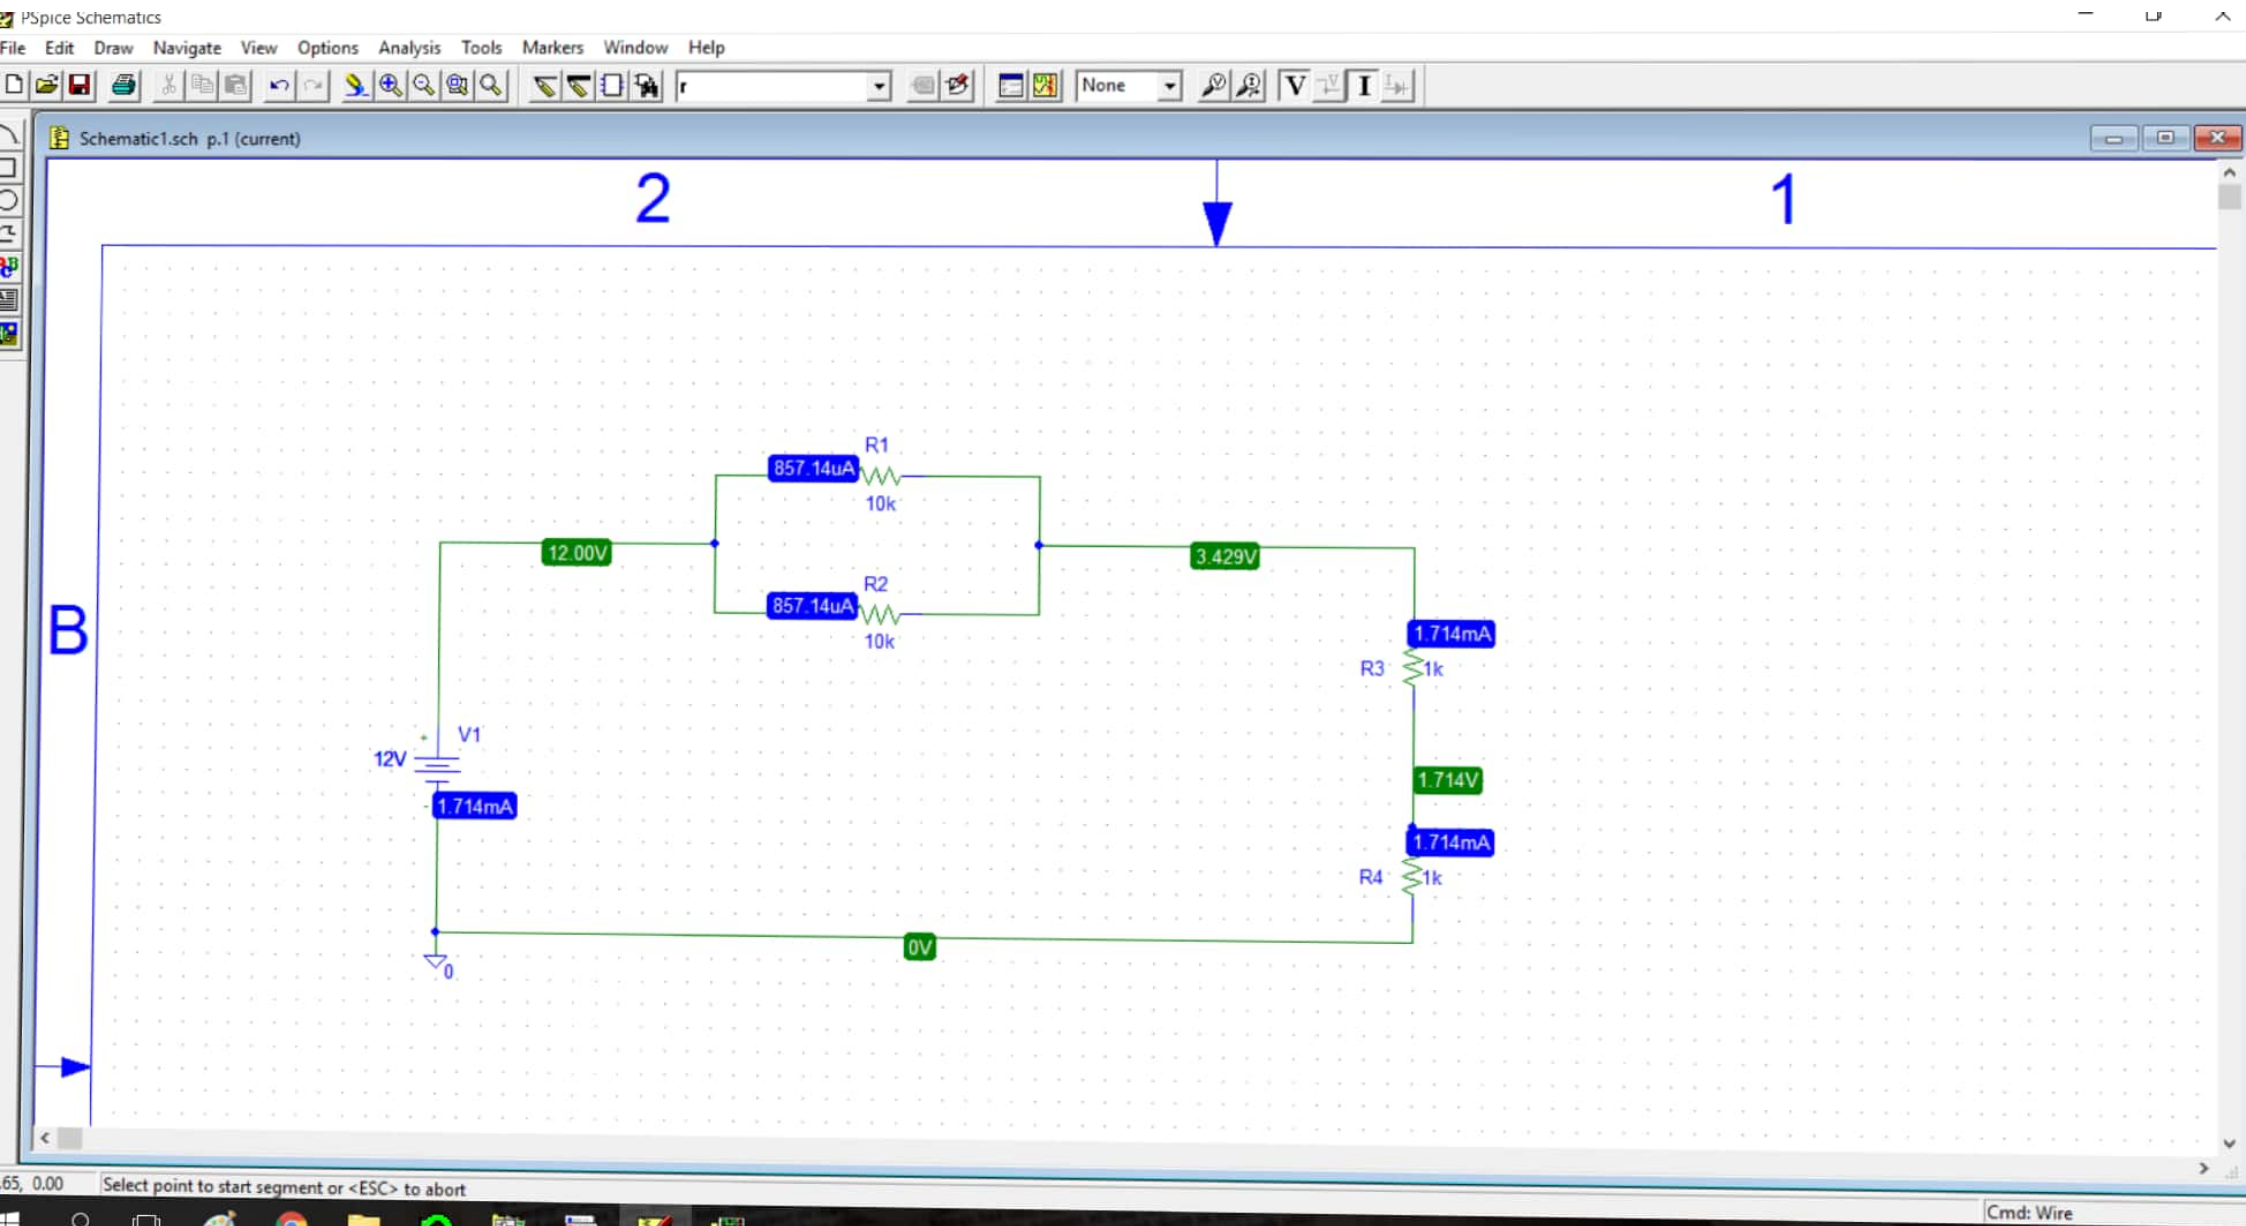 PSpice Schematics
File Edit Draw Navigate View Options Analysis Tools Markers Window Help
r None V V I I
Schematic1.sch p.1 (current)
2 1
R1
857.14uA
10k
12.00V 3.429V
R2
857.14uA
10k
B
1.714mA
R3 1k
V1
12V
1.714V
1.714mA
1.714mA
R4 1k
0V
0
65, 0.00 Select point to start segment or <ESC> to abort
Cmd: Wire